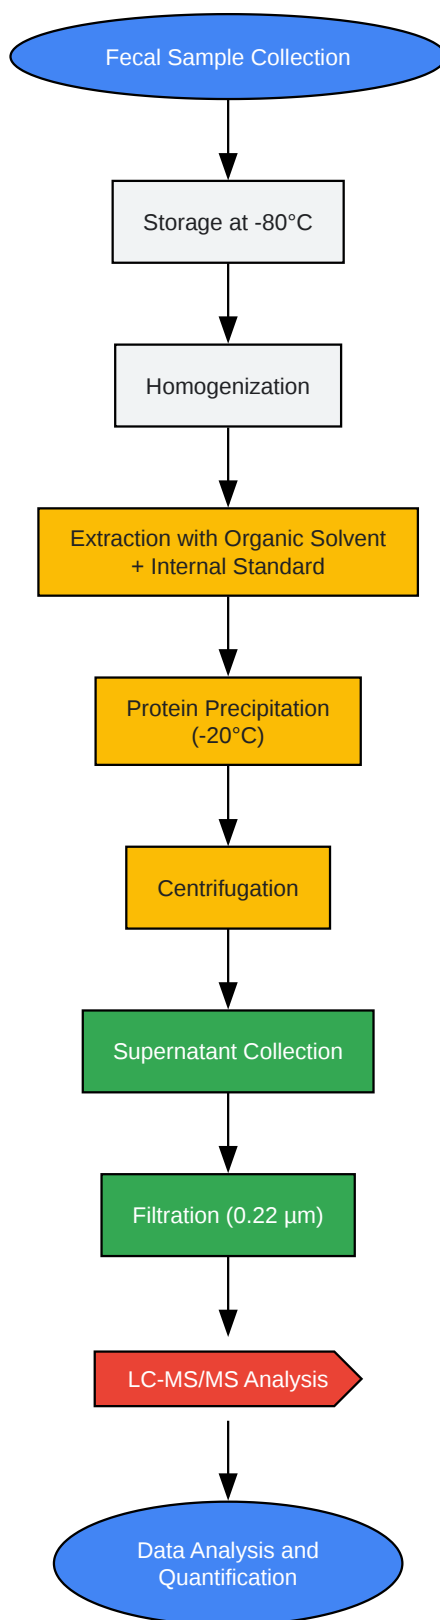 Fecal Sample Collection
Storage at -80°C
Homogenization
Extraction with Organic Solvent
+ Internal Standard
Protein Precipitation
(-20°C)
Centrifugation
Supernatant Collection
Filtration (0.22 µm)
LC-MS/MS Analysis
Data Analysis and
Quantification